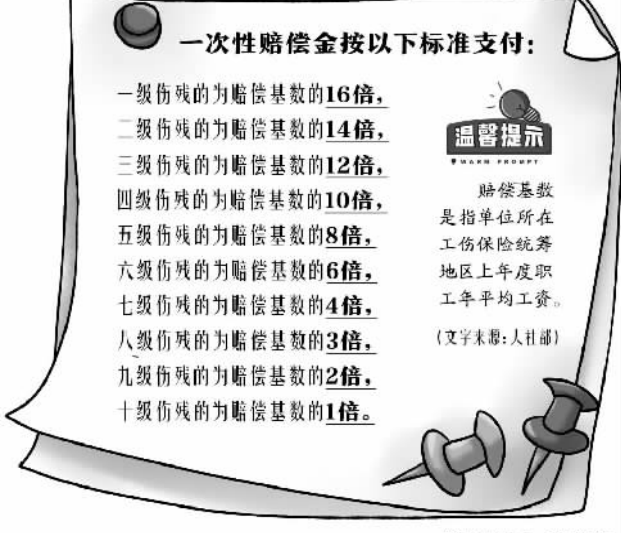 一次性赔偿金按以下标准支付：
一级伤残的为赔偿基数的16倍，
二级伤残的为赔偿基数的14倍，
三级伤残的为赔偿基数的12倍，
四级伤残的为赔偿基数的10倍，
五级伤残的为赔偿基数的8倍，
六级伤残的为赔偿基数的6倍，
七级伤残的为赔偿基数的4倍，
八级伤残的为赔偿基数的3倍，
九级伤残的为赔偿基数的2倍，
十级伤残的为赔偿基数的1倍。
温馨提示
WARM PROMPT
赔偿基数
是指单位所在
工伤保险统筹
地区上年度职
工年平均工资。
(文字来源：人社部)